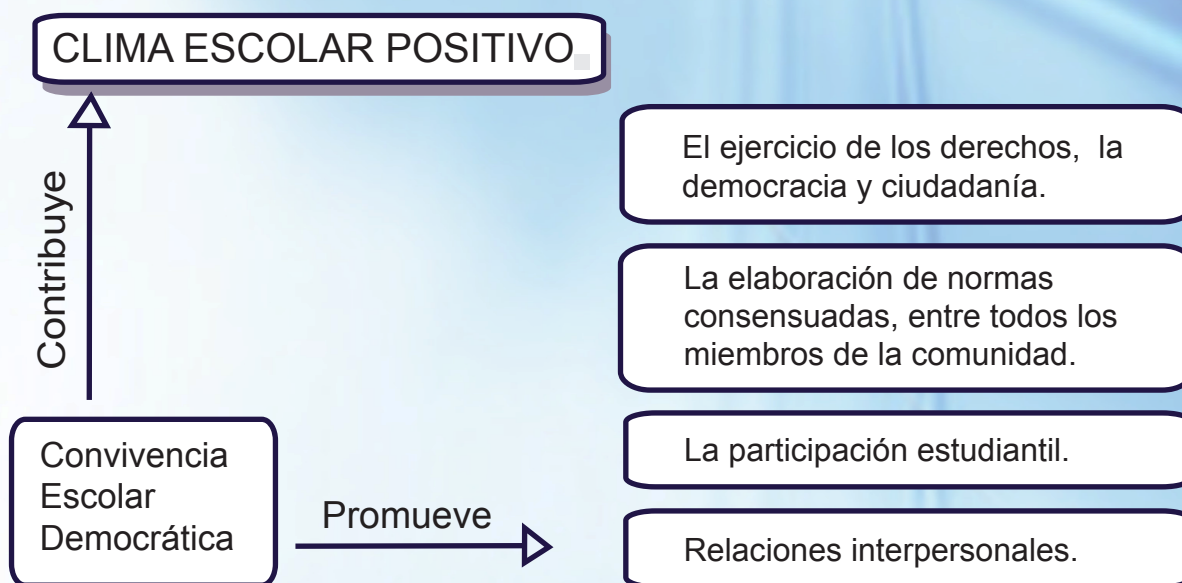 CLIMA ESCOLAR POSITIVO
Contribuye
El ejercicio de los derechos, la
democracia y ciudadanía.
La elaboración de normas
consensuadas, entre todos los
miembros de la comunidad.
La participación estudiantil.
Convivencia
Escolar
Democrática
Promueve
Relaciones interpersonales.